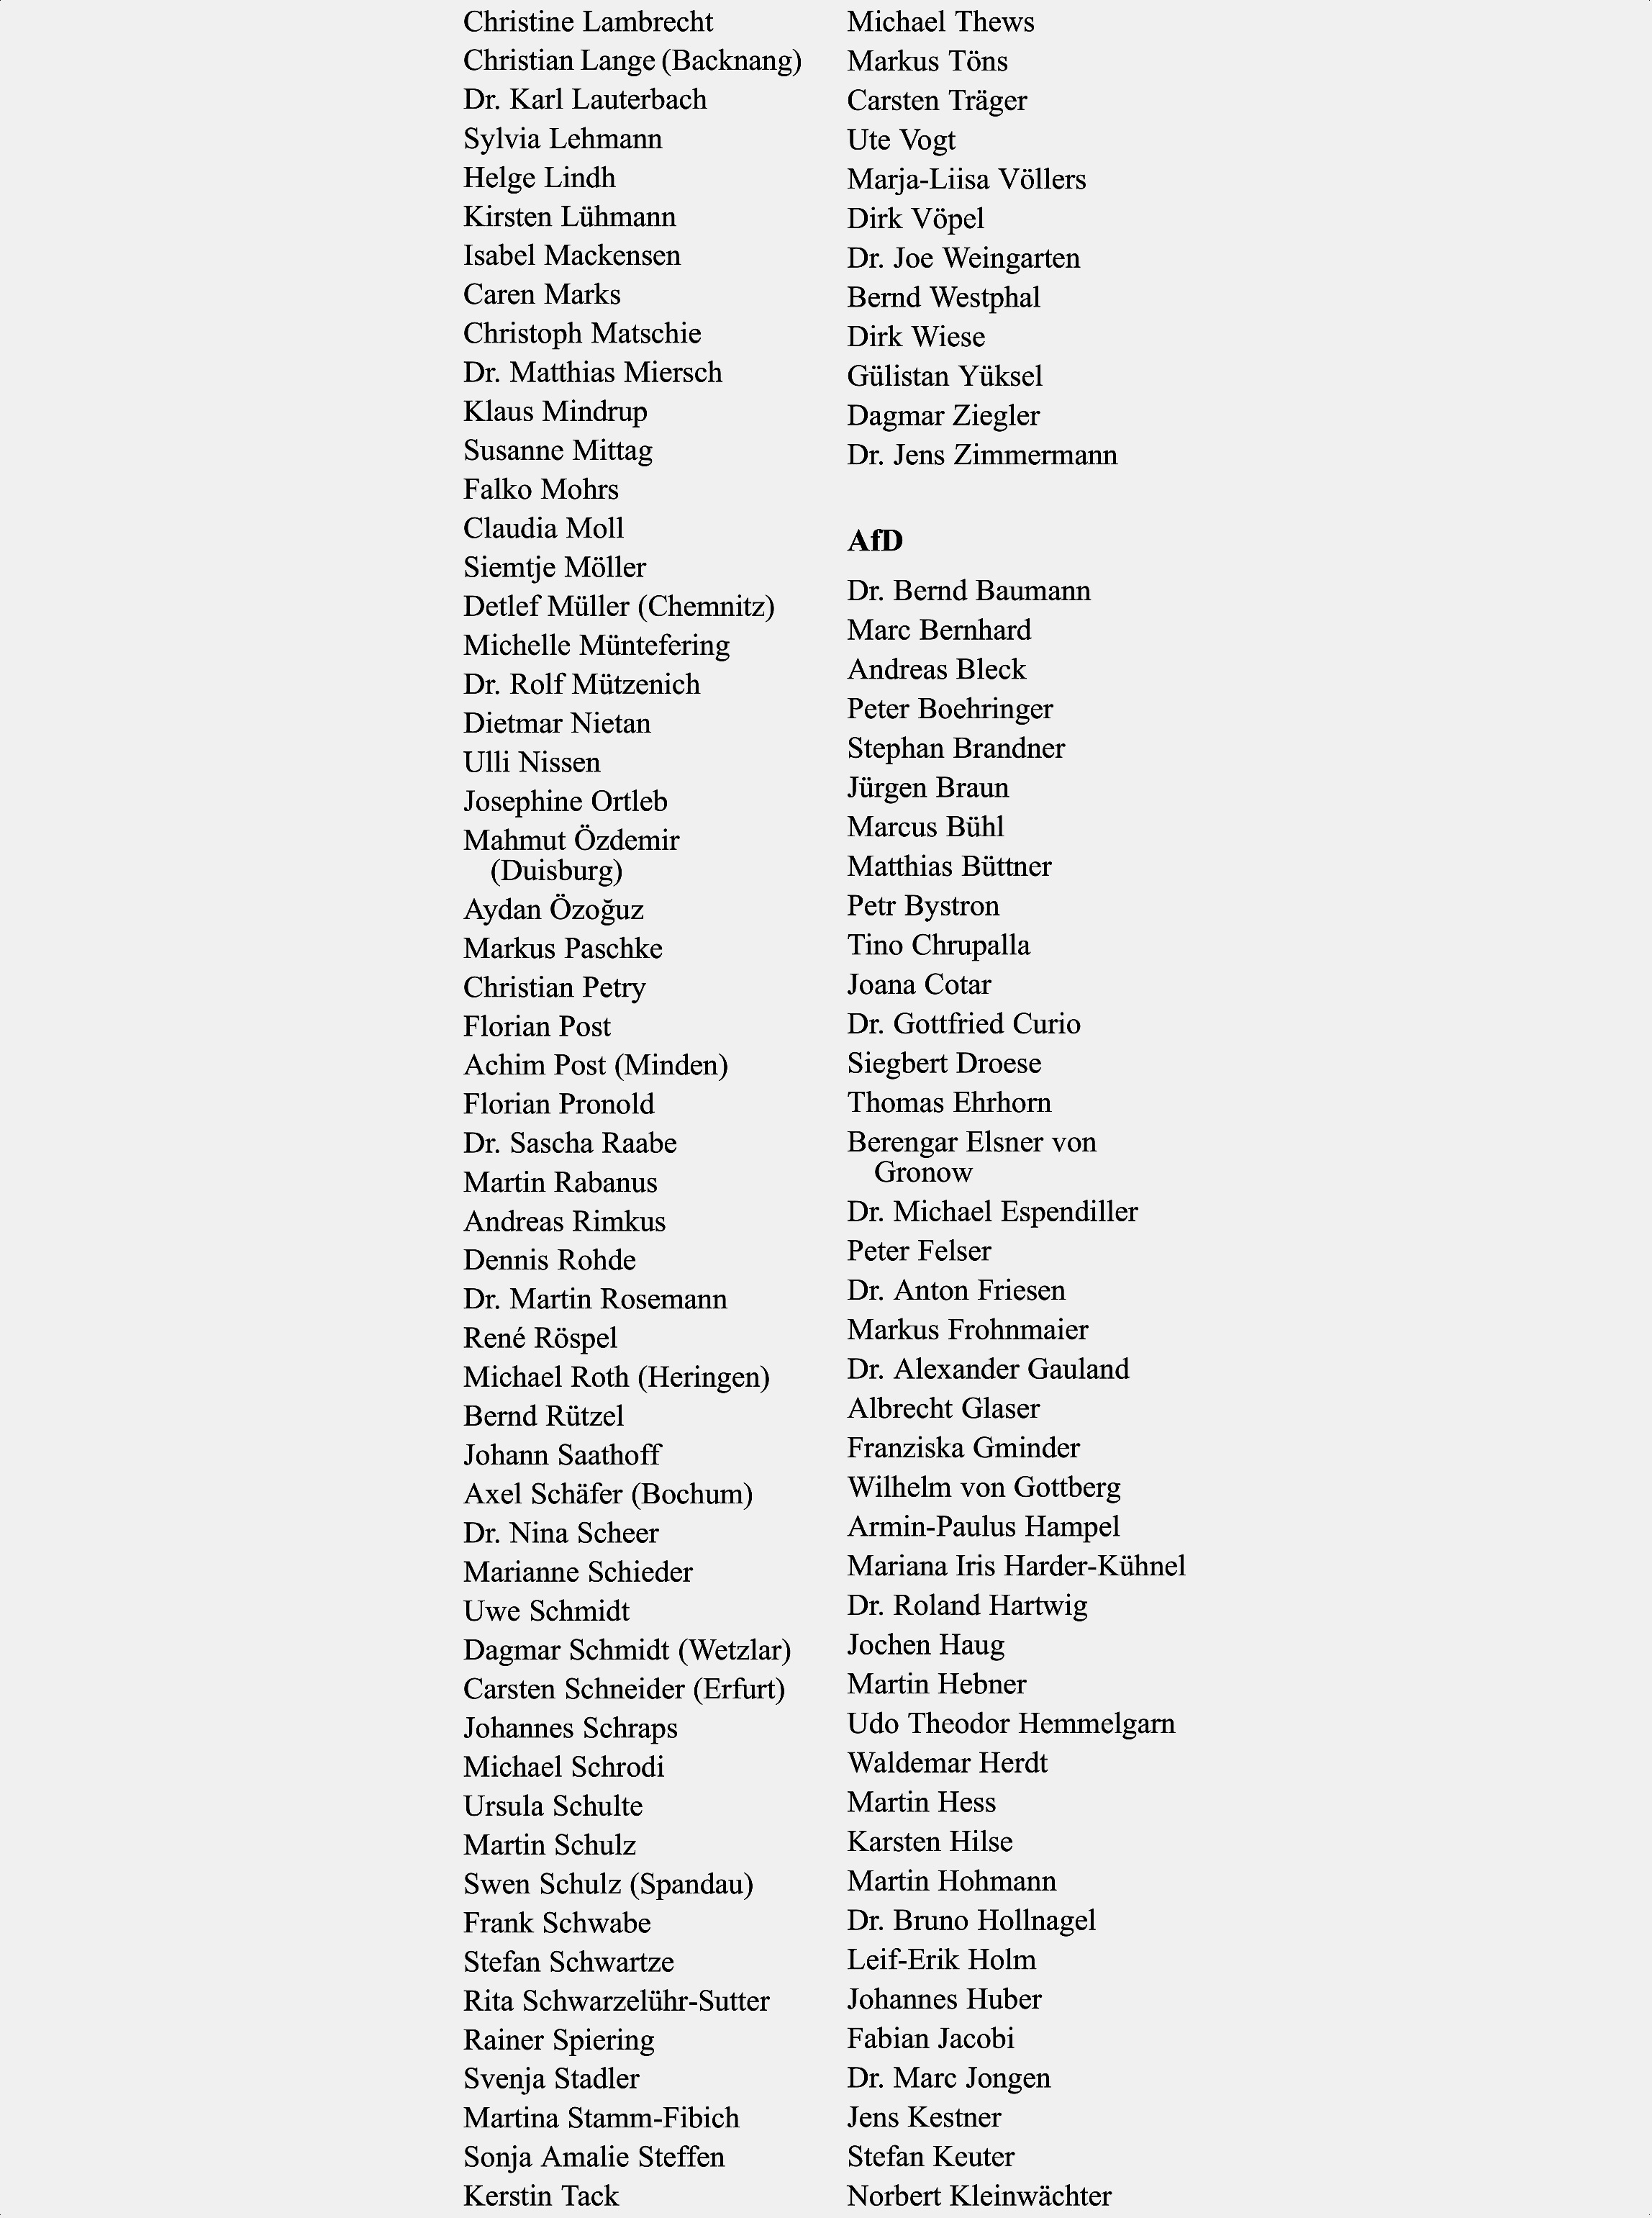 Christine Lambrecht
Christian Lange (Backnang)
Dr. Karl Lauterbach
Sylvia Lehmann
Helge Lindh
Kirsten Lühmann
Isabel Mackensen
Caren Marks
Christoph Matschie
Dr. Matthias Miersch
Klaus Mindrup
Susanne Mittag
Falko Mohrs
Claudia Moll
Siemtje Möller
Detlef Müller (Chemnitz)
Michelle Müntefering
Dr. Rolf Mützenich
Dietmar Nietan
Ulli Nissen
Josephine Ortleb
Mahmut Özdemir
(Duisburg)
Aydan Özoğuz
Markus Paschke
Christian Petry
Florian Post
Achim Post (Minden)
Florian Pronold
Dr. Sascha Raabe
Martin Rabanus
Andreas Rimkus
Dennis Rohde
Dr. Martin Rosemann
René Röspel
Michael Roth (Heringen)
Bernd Rützel
Johann Saathoff
Axel Schäfer (Bochum)
Dr. Nina Scheer
Marianne Schieder
Uwe Schmidt
Dagmar Schmidt (Wetzlar)
Carsten Schneider (Erfurt)
Johannes Schraps
Michael Schrodi
Ursula Schulte
Martin Schulz
Swen Schulz (Spandau)
Frank Schwabe
Stefan Schwartze
Rita Schwarzelühr-Sutter
Rainer Spiering
Svenja Stadler
Martina Stamm-Fibich
Sonja Amalie Steffen
Kerstin Tack
Michael Thews
Markus Töns
Carsten Träger
Ute Vogt
Marja-Liisa Völlers
Dirk Vöpel
Dr. Joe Weingarten
Bernd Westphal
Dirk Wiese
Gülistan Yüksel
Dagmar Ziegler
Dr. Jens Zimmermann
AfD
Dr. Bernd Baumann
Marc Bernhard
Andreas Bleck
Peter Boehringer
Stephan Brandner
Jürgen Braun
Marcus Bühl
Matthias Büttner
Petr Bystron
Tino Chrupalla
Joana Cotar
Dr. Gottfried Curio
Siegbert Droese
Thomas Ehrhorn
Berengar Elsner von
Gronow
Dr. Michael Espendiller
Peter Felser
Dr. Anton Friesen
Markus Frohnmaier
Dr. Alexander Gauland
Albrecht Glaser
Franziska Gminder
Wilhelm von Gottberg
Armin-Paulus Hampel
Mariana Iris Harder-Kühnel
Dr. Roland Hartwig
Jochen Haug
Martin Hebner
Udo Theodor Hemmelgarn
Waldemar Herdt
Martin Hess
Karsten Hilse
Martin Hohmann
Dr. Bruno Hollnagel
Leif-Erik Holm
Johannes Huber
Fabian Jacobi
Dr. Marc Jongen
Jens Kestner
Stefan Keuter
Norbert Kleinwächter